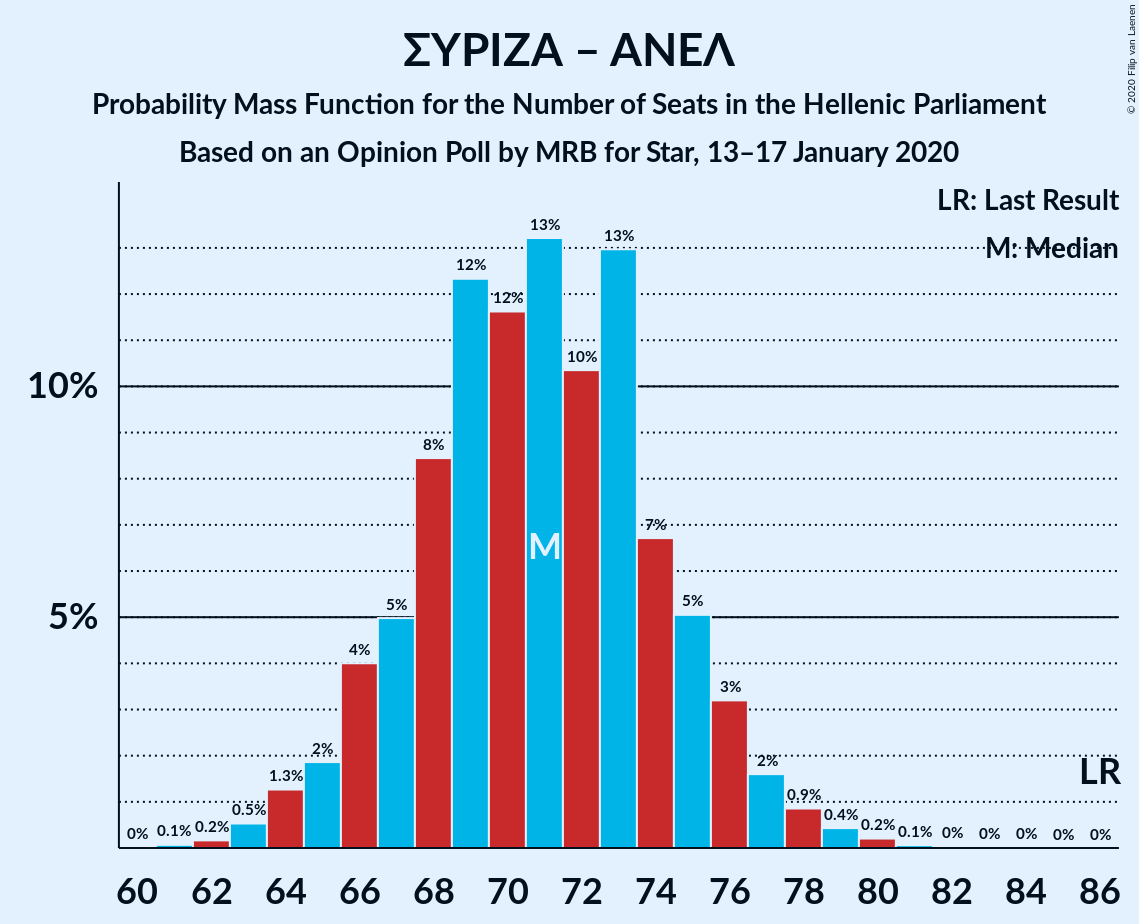 © 2020 Filip van Laenen
ΣΥΡΙΖΑ – ΑΝΕΛ
Probability Mass Function for the Number of Seats in the Hellenic Parliament
Based on an Opinion Poll by MRB for Star, 13–17 January 2020
LR: Last Result
M: Median
13%
13%
12%
12%
10%
10%
8%
7%
M
5%
5%
5%
4%
3%
2%
2%
LR
1.3%
0.9%
0.5%
0.4%
0% 0.1% 0.2%
0.2% 0.1% 0% 0% 0% 0% 0%
60 62 64 66 68 70 72 74 76 78 80 82 84 86